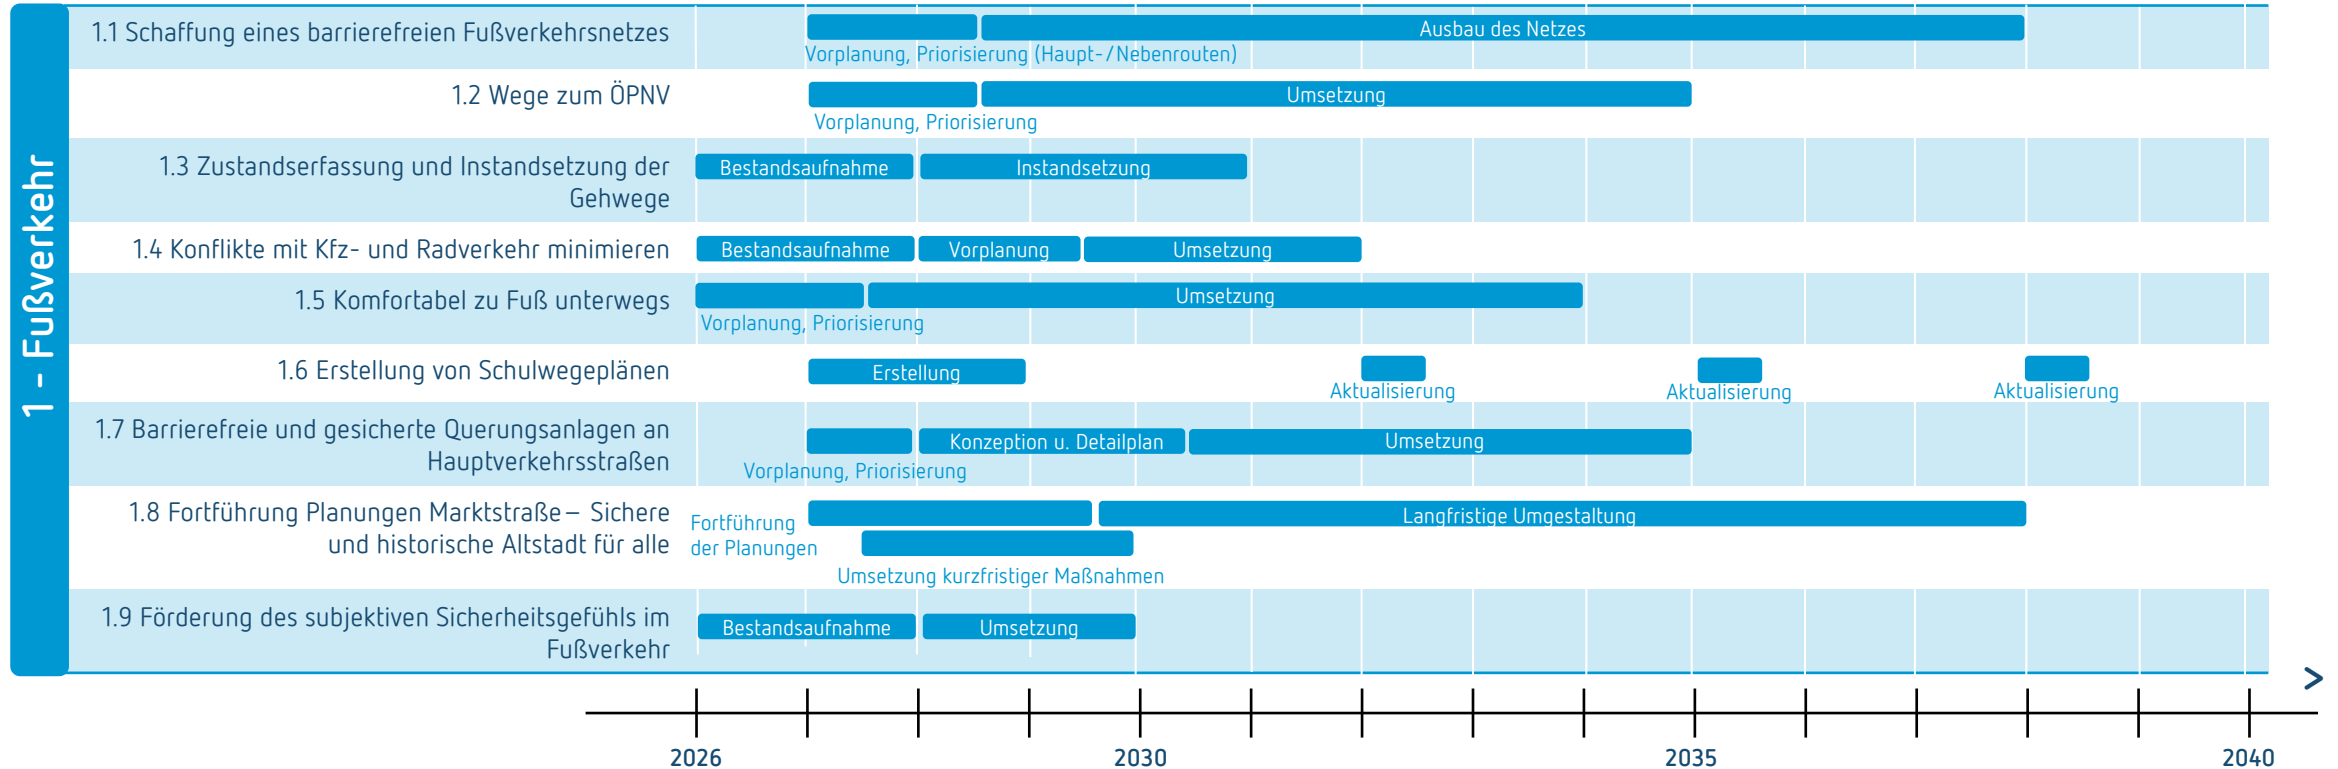 1 - Fußverkehr
1.1 Schaffung eines barrierefreien Fußverkehrsnetzes
Ausbau des Netzes
Vorplanung, Priorisierung (Haupt-/Nebenrouten)
1.2 Wege zum ÖPNV
Umsetzung
Vorplanung, Priorisierung
1.3 Zustandserfassung und Instandsetzung der
Gehwege
Bestandsaufnahme
Instandsetzung
1.4 Konflikte mit Kfz- und Radverkehr minimieren
Bestandsaufnahme
Vorplanung
Umsetzung
1.5 Komfortabel zu Fuß unterwegs
Umsetzung
Vorplanung, Priorisierung
1.6 Erstellung von Schulwegeplänen
Erstellung
Aktualisierung
Aktualisierung
Aktualisierung
1.7 Barrierefreie und gesicherte Querungsanlagen an
Hauptverkehrsstraßen
Konzeption u. Detailplan
Umsetzung
Vorplanung, Priorisierung
1.8 Fortführung Planungen Marktstraße – Sichere
und historische Altstadt für alle
Fortführung
der Planungen
Langfristige Umgestaltung
Umsetzung kurzfristiger Maßnahmen
1.9 Förderung des subjektiven Sicherheitsgefühls im
Fußverkehr
Bestandsaufnahme
Umsetzung
2026
2030
2035
2040